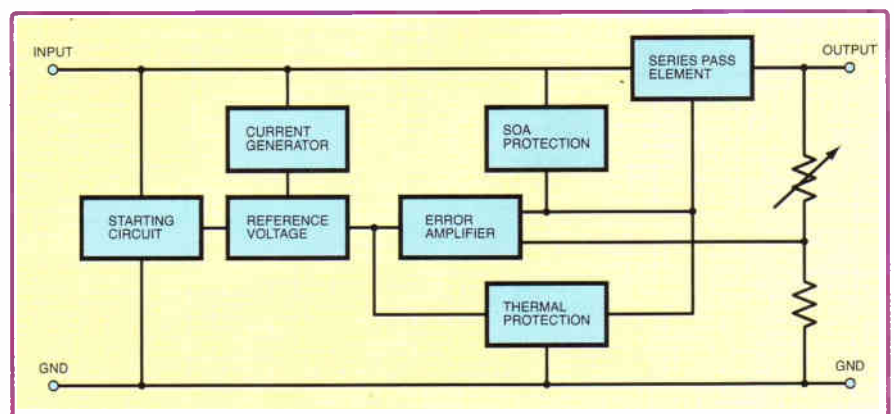 INPUT
OUTPUT
SERIES PASS
ELEMENT
CURRENT
GENERATOR
SOA
PROTECTION
STARTING
CIRCUIT
REFERENCE
VOLTAGE
ERROR
AMPLIFIER
THERMAL
PROTECTION
GND
GND